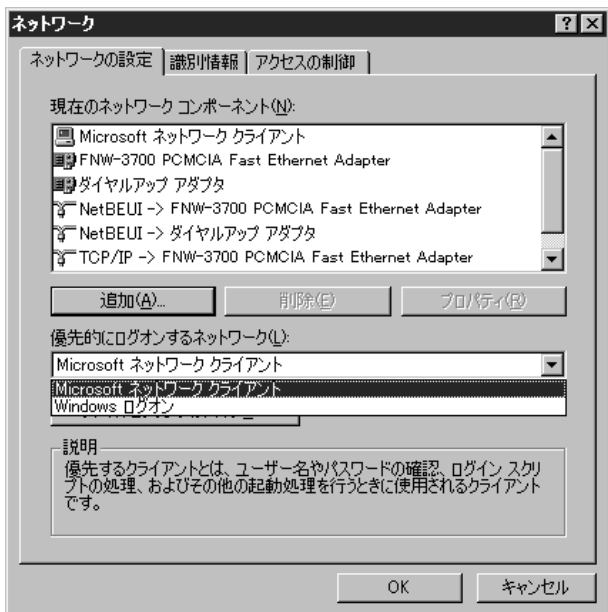 ネットワーク
ネットワークの設定 識別情報 アクセスの制御
現在のネットワーク コンポーネント(N):
Microsoft ネットワーク クライアント
FNW-3700 PCMCIA Fast Ethernet Adapter
ダイヤルアップ アダプタ
NetBEUI -> FNW-3700 PCMCIA Fast Ethernet Adapter
NetBEUI -> ダイヤルアップ アダプタ
TCP/IP -> FNW-3700 PCMCIA Fast Ethernet Adapter
追加(A)... 削除(E) プロパティ(R)
優先的にログオンするネットワーク(L):
Microsoft ネットワーク クライアント
Microsoft ネットワーク クライアント
Windows ログオン
説明
優先するクライアントとは、ユーザー名やパスワードの確認、ログイン スクリ
プトの処理、およびその他の起動処理を行うときに使用されるクライアント
です。
OK キャンセル